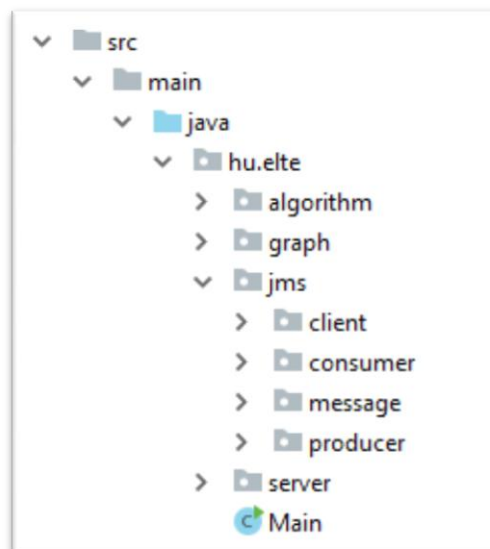 src
main
java
hu.elte
algorithm
graph
jms
client
consumer
message
producer
server
C Main